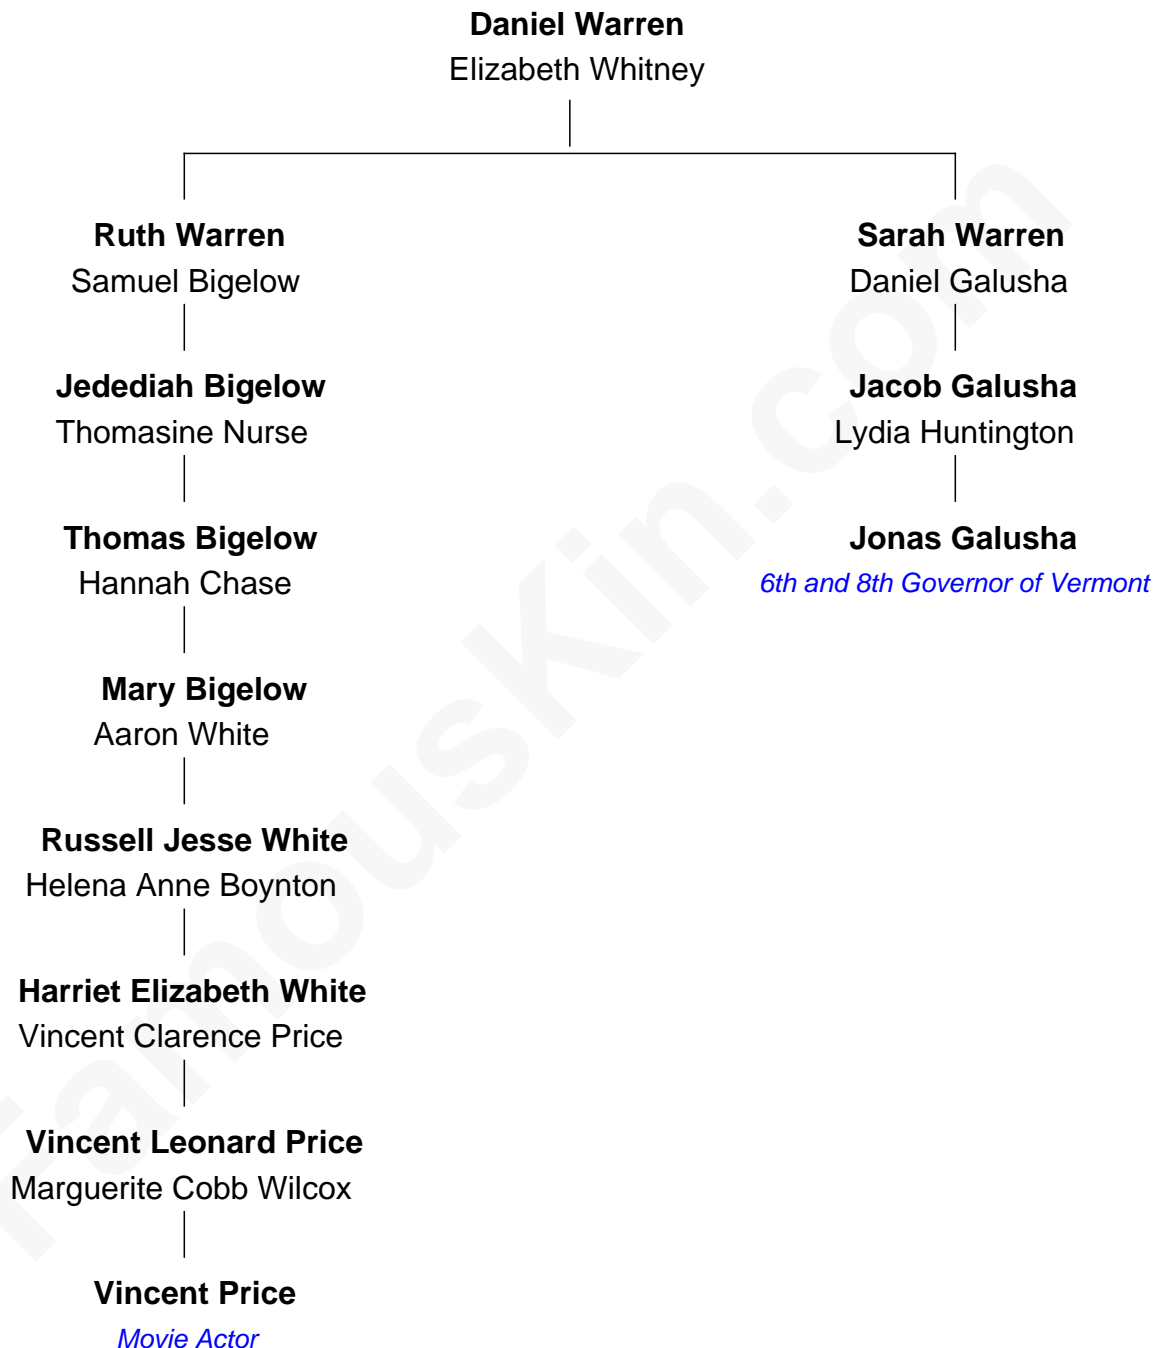 Daniel Warren
Elizabeth Whitney
Ruth Warren
Samuel Bigelow
Sarah Warren
Daniel Galusha
Jedediah Bigelow
Thomasine Nurse
Jacob Galusha
Lydia Huntington
Thomas Bigelow
Hannah Chase
Jonas Galusha
6th and 8th Governor of Vermont
Mary Bigelow
Aaron White
Russell Jesse White
Helena Anne Boynton
Harriet Elizabeth White
Vincent Clarence Price
Vincent Leonard Price
Marguerite Cobb Wilcox
Vincent Price
Movie Actor
FamousKin.com